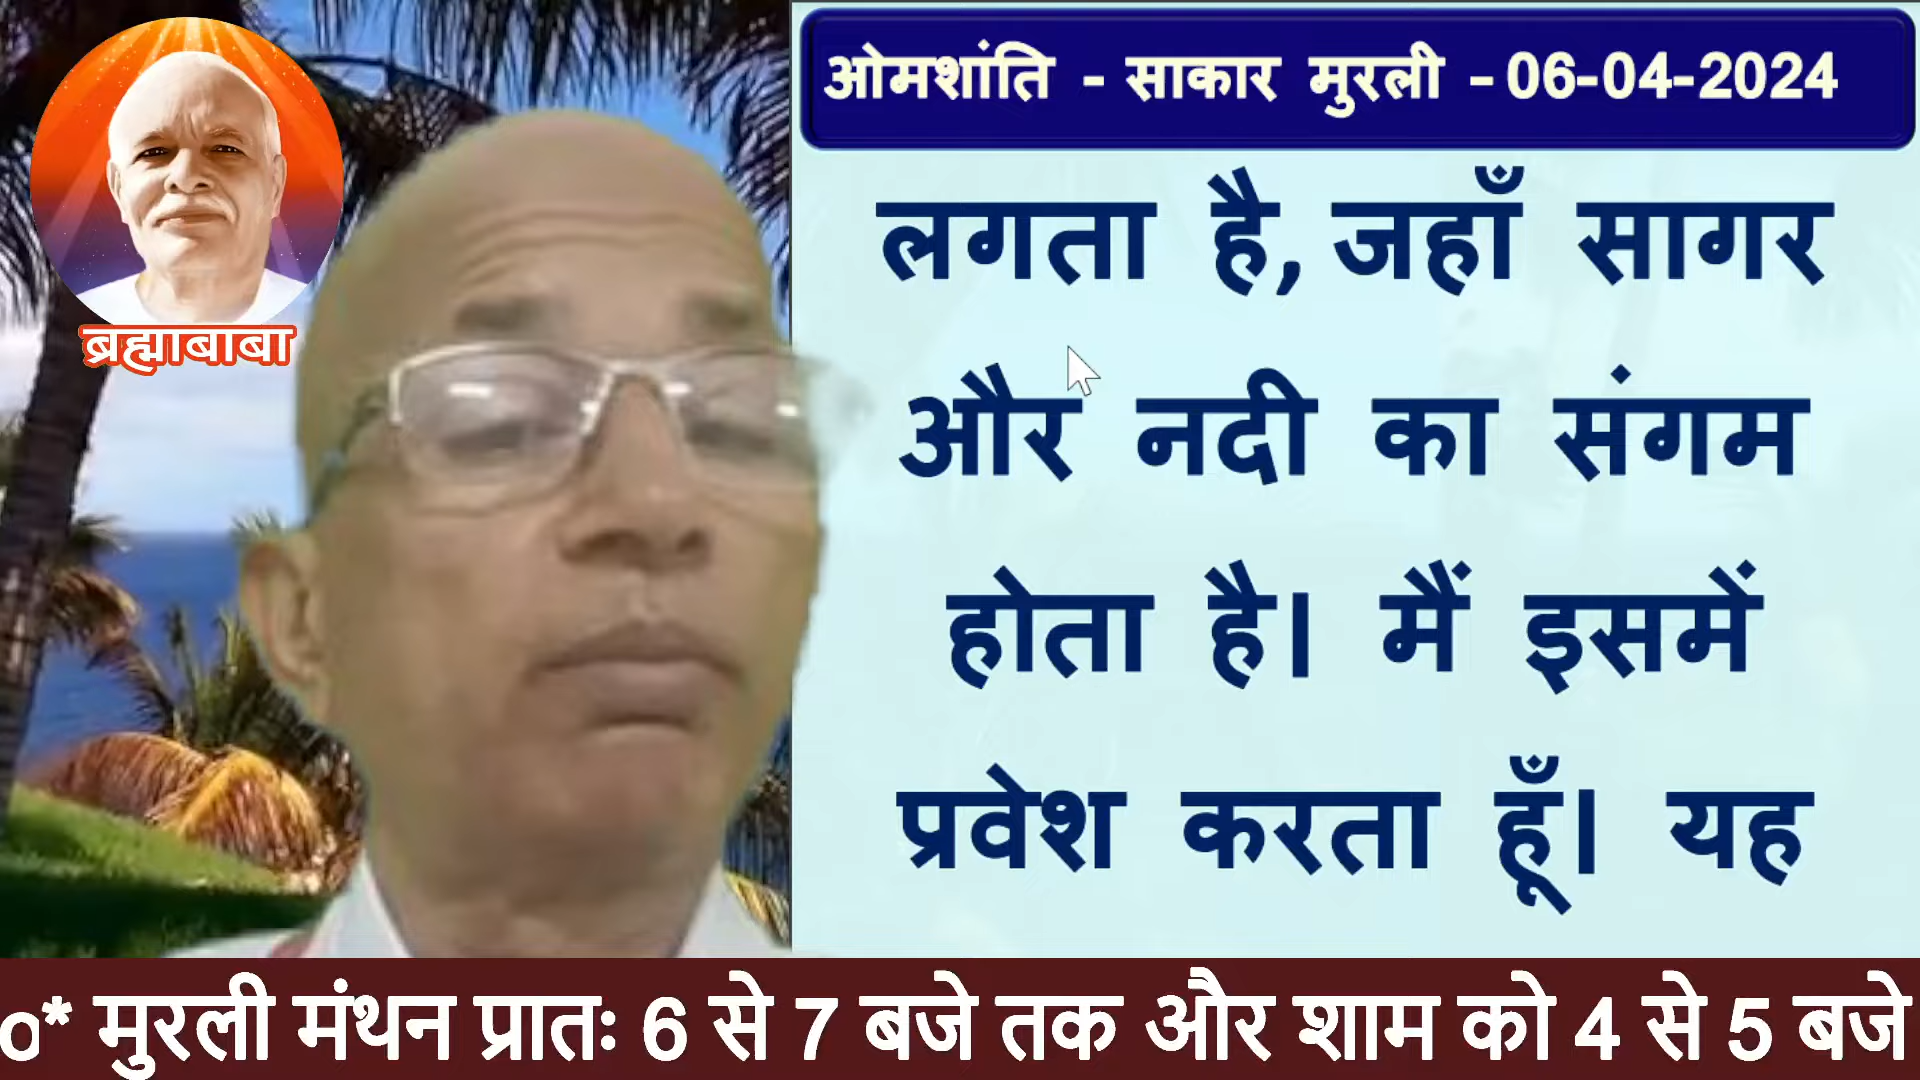 ब्रह्माबाबा
ओमशांति - साकार मुरली - 06-04-2024
लगता है, जहाँ सागर
और नदी का संगम
होता है। मैं इसमें
प्रवेश करता हूँ। यह
o* मुरली मंथन प्रातः 6 से 7 बजे तक और शाम को 4 से 5 बजे